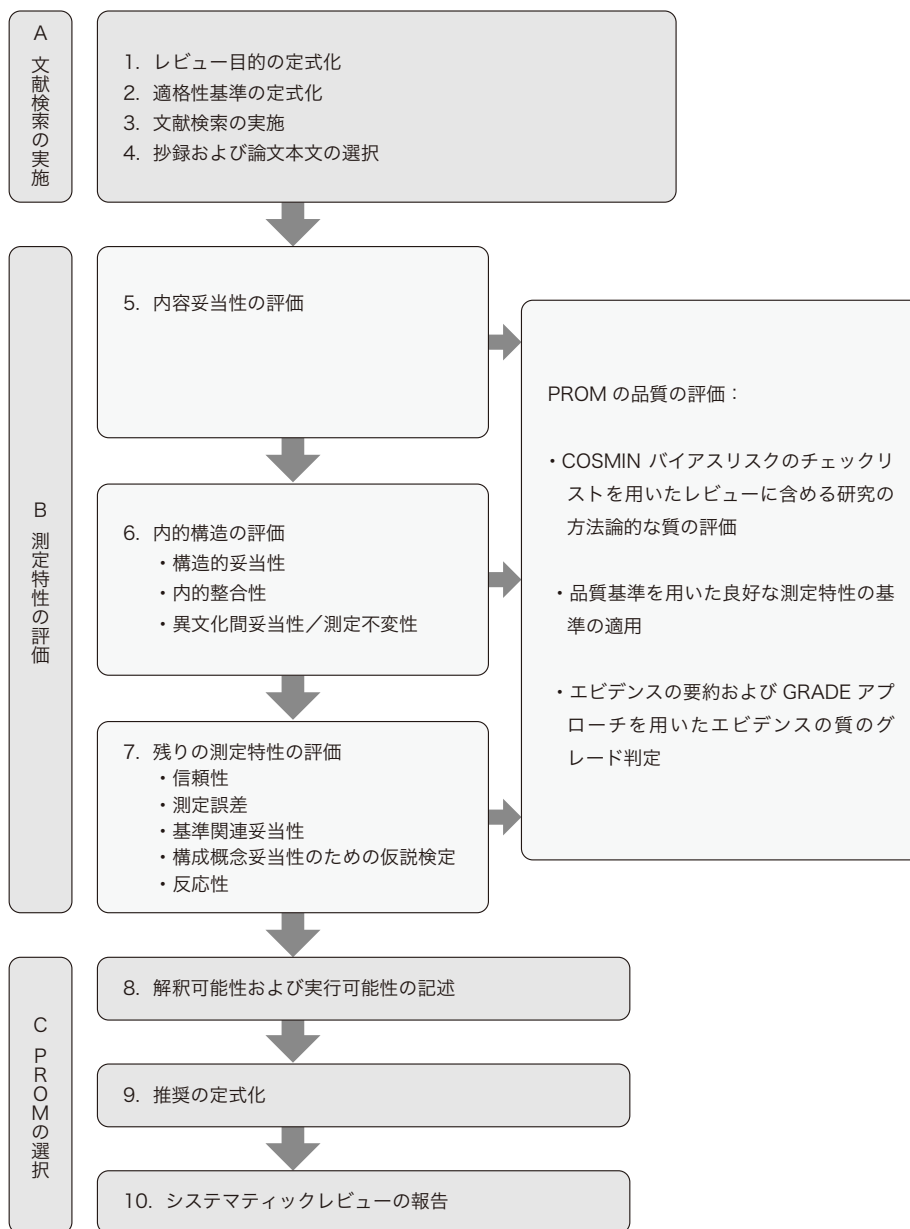 A 文献検索の実施
1. レビュー目的の定式化
2. 適格性基準の定式化
3. 文献検索の実施
4. 抄録および論文本文の選択
B 測定特性の評価
5. 内容妥当性の評価
6. 内的構造の評価
・構造的妥当性
・内的整合性
・異文化間妥当性／測定不変性
7. 残りの測定特性の評価
・信頼性
・測定誤差
・基準関連妥当性
・構成概念妥当性のための仮説検定
・反応性
PROM の品質の評価：
・COSMIN バイアスリスクのチェックリ
ストを用いたレビューに含める研究の
方法論的な質の評価
・品質基準を用いた良好な測定特性の基
準の適用
・エビデンスの要約および GRADE アプ
ローチを用いたエビデンスの質のグ
レード判定
C PROMの選択
8. 解釈可能性および実行可能性の記述
9. 推奨の定式化
10. システマティックレビューの報告